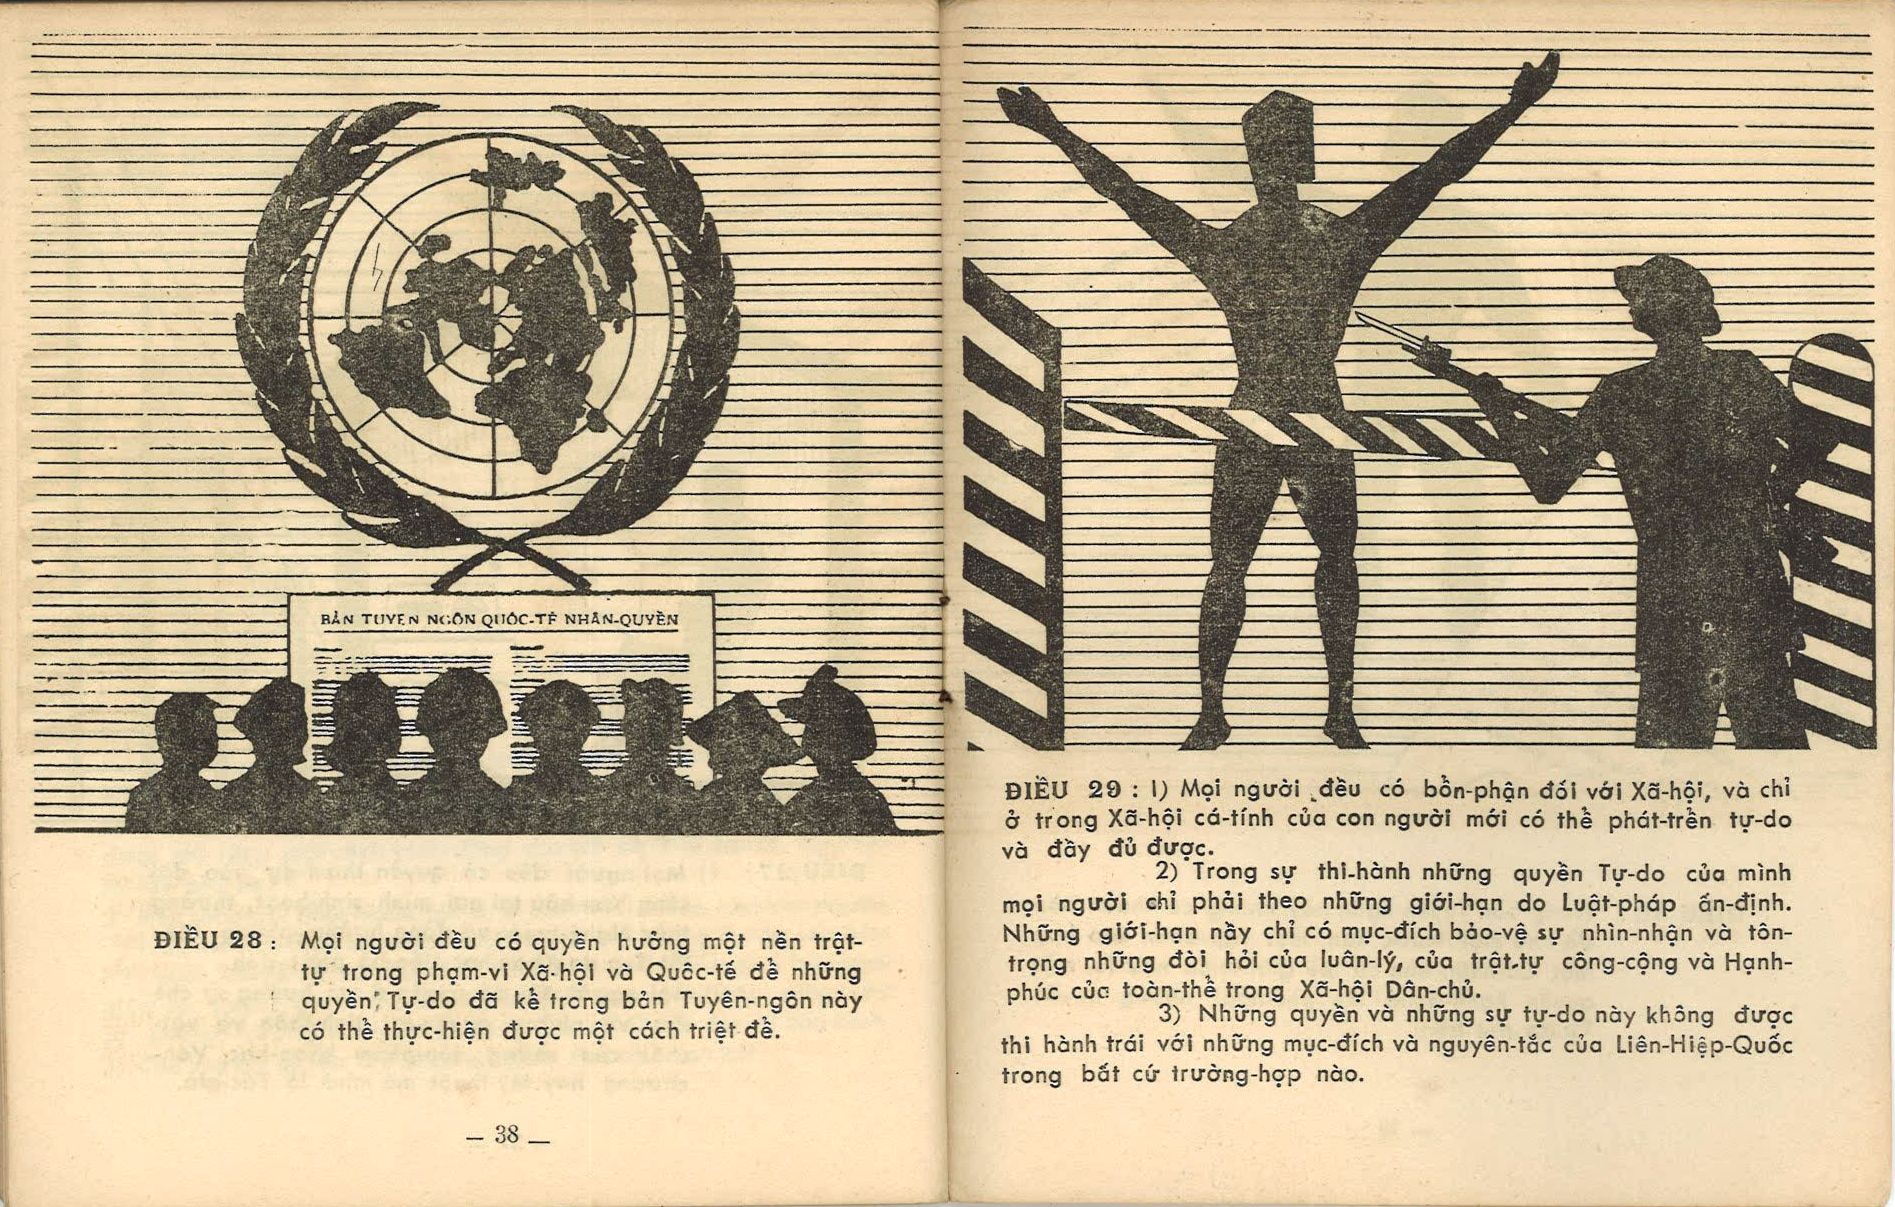 BẢN TUYÊN NGÔN QUÔC-TẾ NHÂN-QUYỀN
ĐIỀU 28 : Mọi người đều có quyền hưởng một nền trật-
tự trong phạm-vi Xã-hội và Quôc-tế để những
quyền, Tự-do đã kể trong bản Tuyên-ngôn này
có thể thực-hiện được một cách triệt để.
— 38 —
ĐIỀU 29 : 1) Mọi người đều có bổn-phận đối với Xã-hội, và chỉ
ở trong Xã-hội cá-tính của con người mới có thể phát-trển tự-do
và đầy đủ được.
2) Trong sự thi-hành những quyền Tự-do của mình
mọi người chỉ phải theo những giới-hạn do Luật-pháp ấn-định.
Những giới-hạn nầy chỉ có mục-đích bảo-vệ sự nhìn-nhận và tôn-
trọng những đòi hỏi của luân-lý, của trật-tự công-cộng và Hạnh-
phúc của toàn-thể trong Xã-hội Dân-chủ.
3) Những quyền và những sự tự-do này không được
thi hành trái với những mục-đích và nguyên-tắc của Liên-Hiệp-Quốc
trong bất cứ trường-hợp nào.